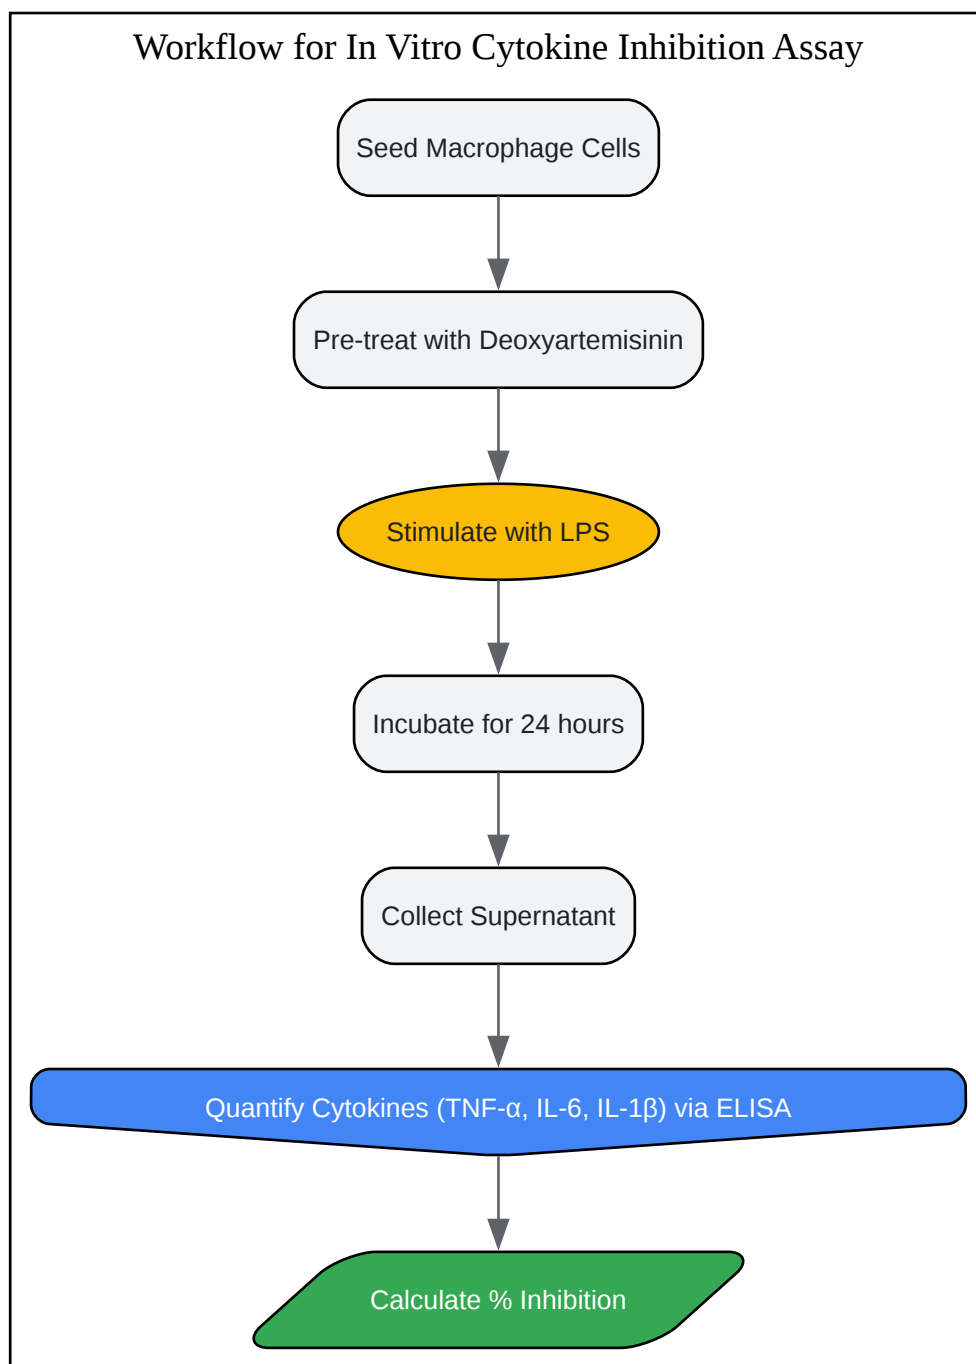 Workflow for In Vitro Cytokine Inhibition Assay
Seed Macrophage Cells
Pre-treat with Deoxyartemisinin
Stimulate with LPS
Incubate for 24 hours
Collect Supernatant
Quantify Cytokines (TNF-α, IL-6, IL-1β) via ELISA
Calculate % Inhibition